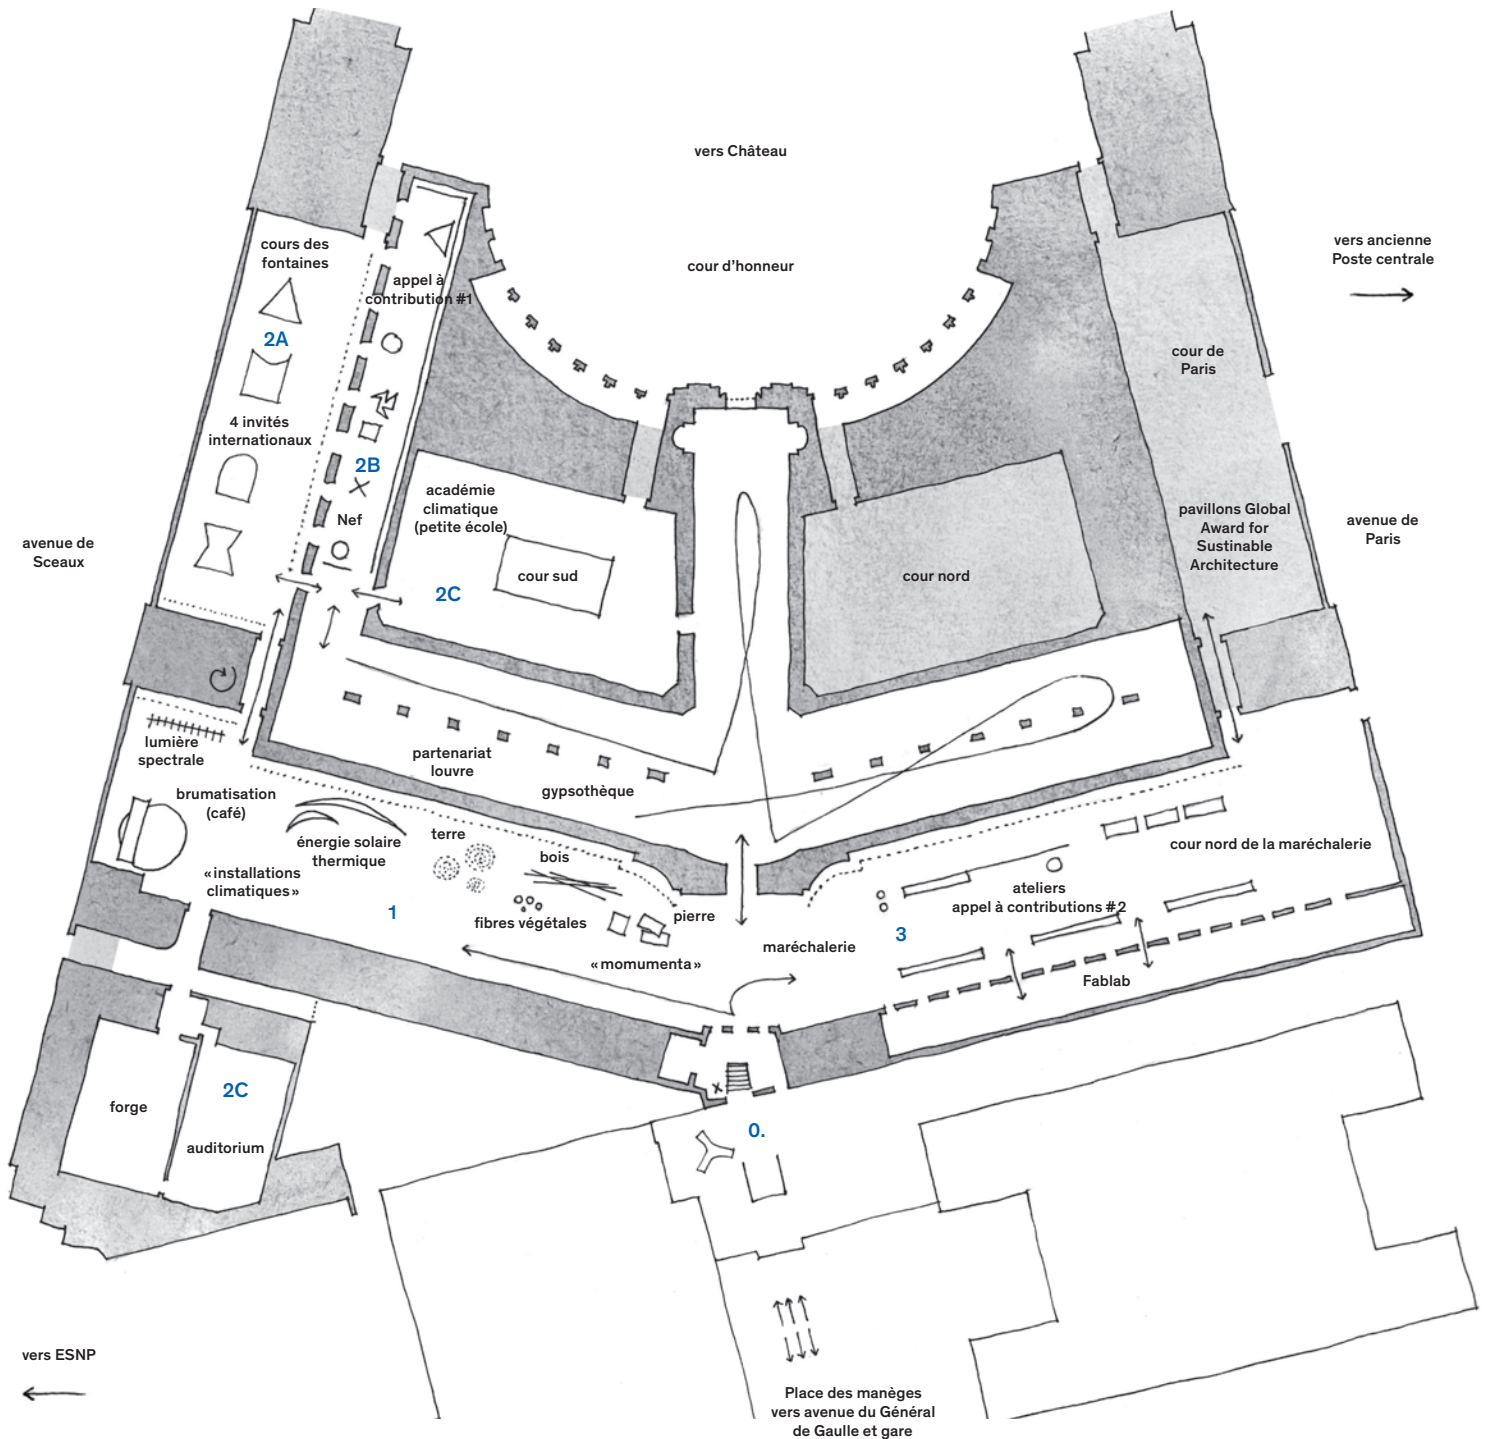 vers Château
cours des
fontaines
vers ancienne
Poste centrale
cour d’honneur
appel à
contribution #1
2A
cour de
Paris
4 invités
internationaux
2B
académie
climatique
(petite école)
Nef
pavillons Global
Award for
Sustinable
Architecture
avenue de
Paris
avenue de
Sceaux
cour sud
cour nord
2C
lumière
spectrale
partenariat
louvre
gypsothèque
brumatisation
(café)
énergie solaire
thermique
terre
bois
cour nord de la maréchalerie
«installations
climatiques»
ateliers
appel à contributions #2
1
fibres végétales
pierre
3
maréchalerie
«momumenta»
Fablab
2C
forge
auditorium
0.
vers ESNP
Place des manèges
vers avenue du Général
de Gaulle et gare